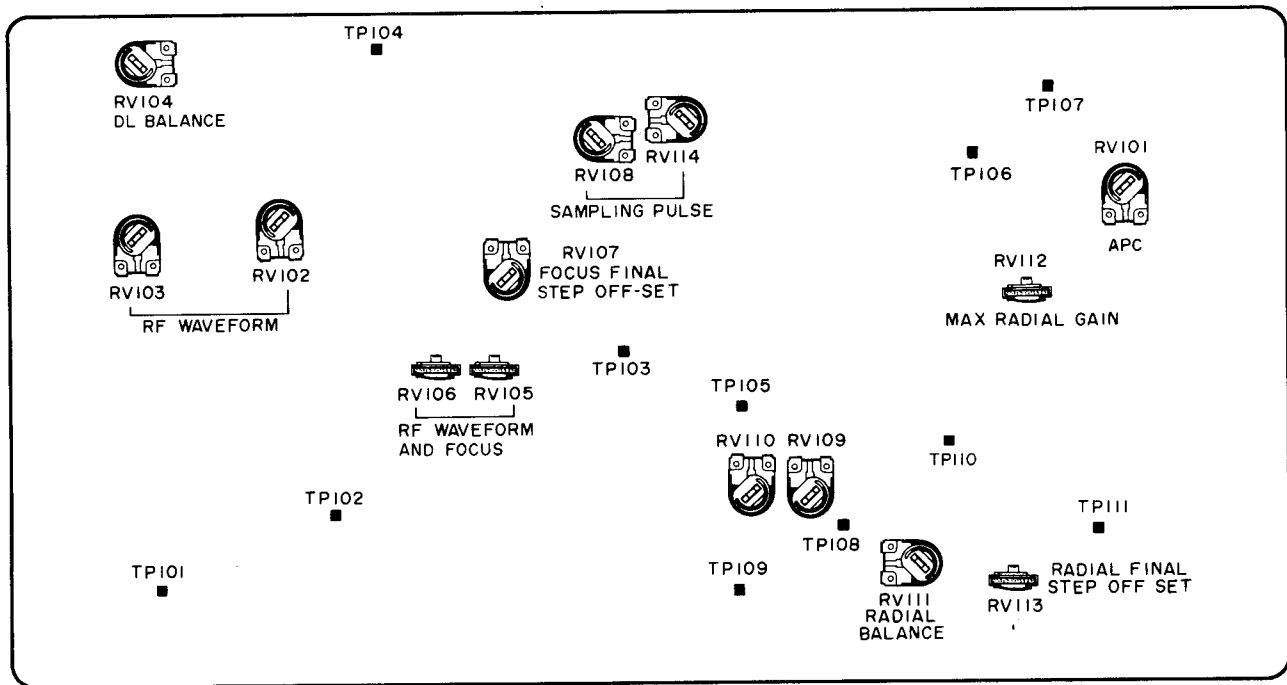 TP104
RV104
DL BALANCE
TP107
RV108
RV114
SAMPLING PULSE
TP106
RV101
APC
RV103
RV102
RF WAVEFORM
RV107
FOCUS FINAL
STEP OFF-SET
RV112
MAX RADIAL GAIN
TP103
RV106
RV105
RF WAVEFORM
AND FOCUS
TP105
RV110
RV109
TP110
TP102
TP108
TP111
TP101
TP109
RV111
RADIAL
BALANCE
RV113
RADIAL FINAL
STEP OFF SET